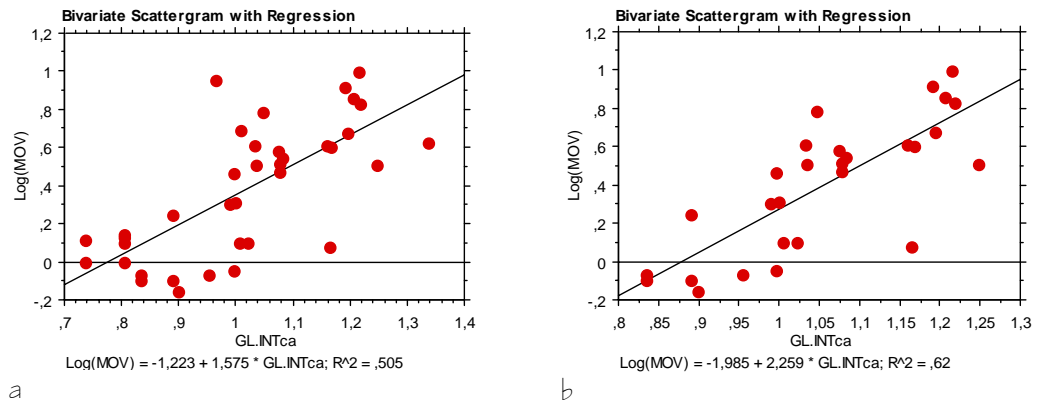 Bivariate Scattergram with Regression
1,2
1
,8
,6
,4
,2
0
-,2
Log(MOV)
,7 ,8 ,9 1 1,1 1,2 1,3 1,4
GL.INTca
Log(MOV) = -1,223 + 1,575 * GL.INTca; R^2 = ,505
a
Bivariate Scattergram with Regression
1,2
1
,8
,6
,4
,2
0
-,2
Log(MOV)
,8 ,85 ,9 ,95 1 1,05 1,1 1,15 1,2 1,25 1,3
GL.INTca
Log(MOV) = -1,985 + 2,259 * GL.INTca; R^2 = ,62
b